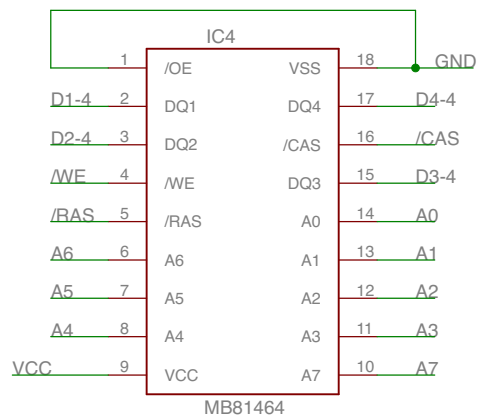 IC4
1 /OE VSS 18 GND
D1-4 2 DQ1 DQ4 17 D4-4
D2-4 3 DQ2 /CAS 16 /CAS
/WE 4 /WE DQ3 15 D3-4
/RAS 5 /RAS A0 14 A0
A6 6 A6 A1 13 A1
A5 7 A5 A2 12 A2
A4 8 A4 A3 11 A3
VCC 9 VCC A7 10 A7
MB81464